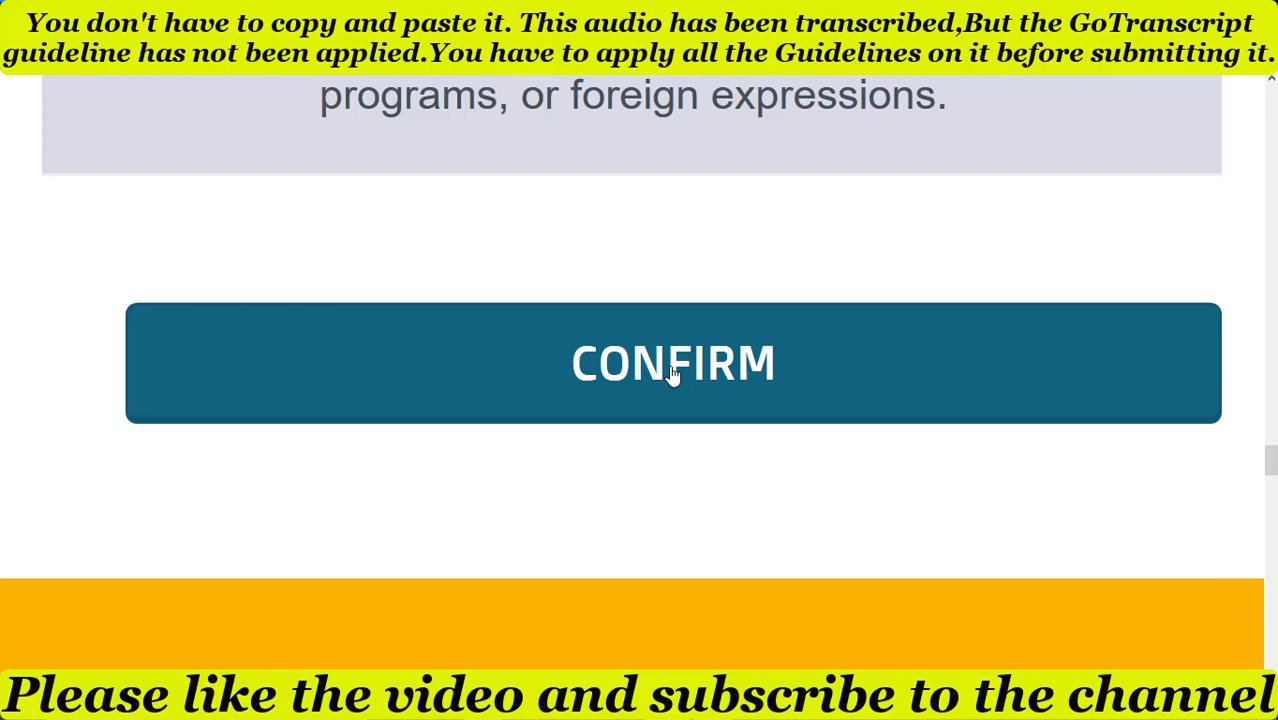 You don't have to copy and paste it. This audio has been transcribed,But the GoTranscript
guideline has not been applied.You have to apply all the Guidelines on it before submitting it.
programs, or foreign expressions.
CONFIRM
Please like the video and subscribe to the channel